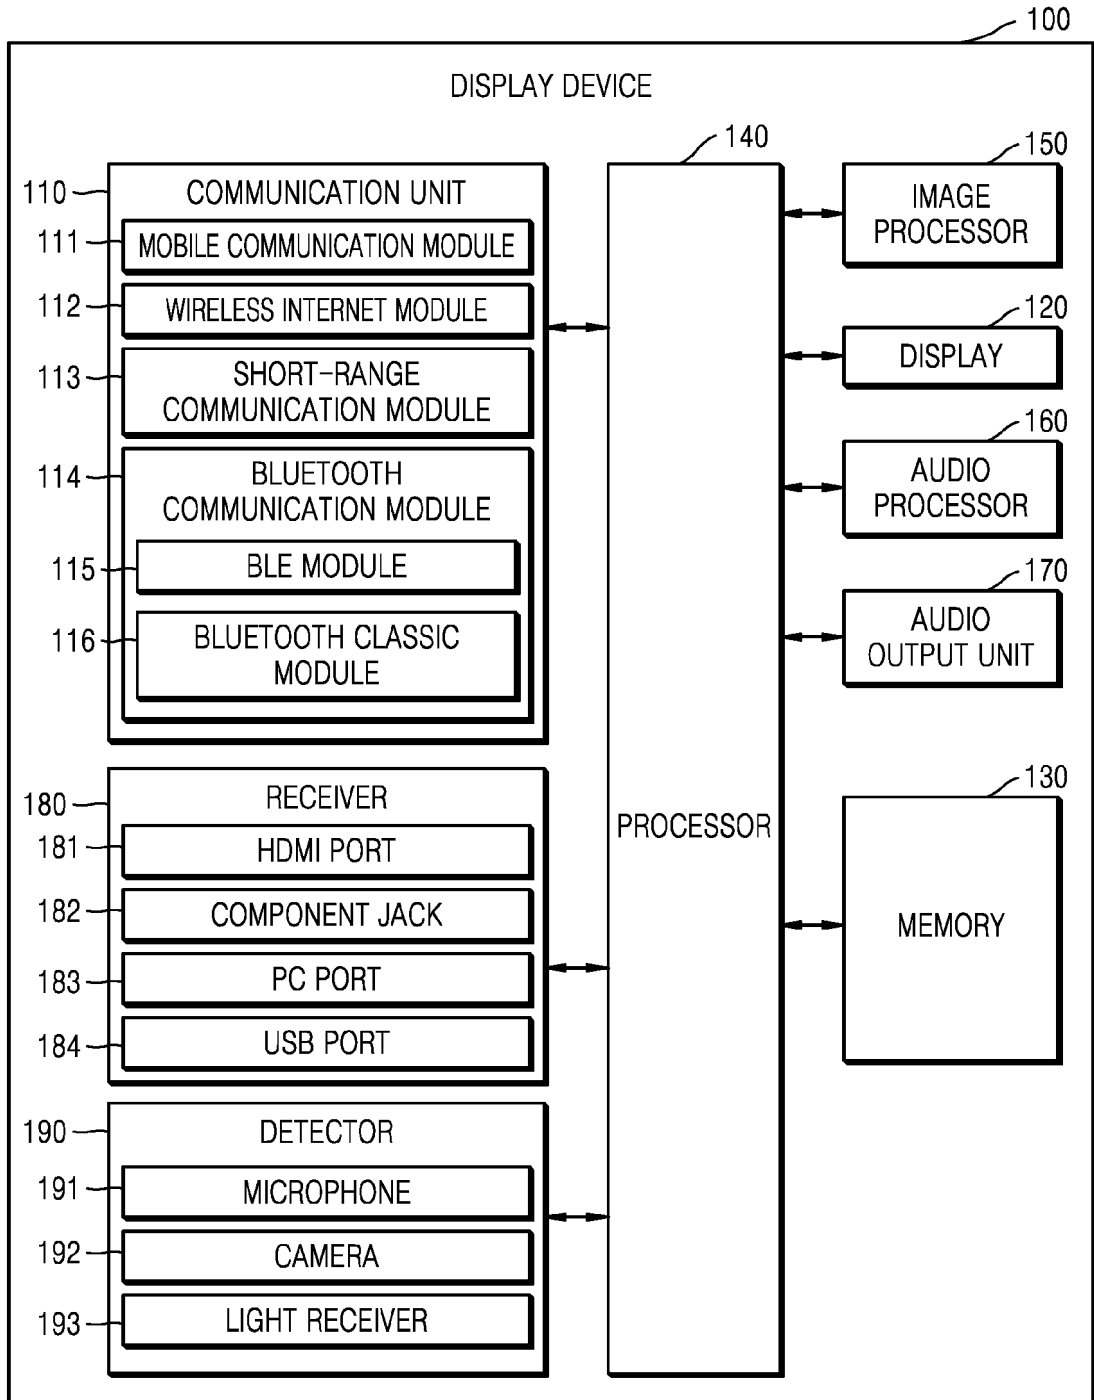 100
DISPLAY DEVICE
110
COMMUNICATION UNIT
111
MOBILE COMMUNICATION MODULE
112
WIRELESS INTERNET MODULE
113
SHORT-RANGE
COMMUNICATION MODULE
114
BLUETOOTH
COMMUNICATION MODULE
115
BLE MODULE
116
BLUETOOTH CLASSIC
MODULE
180
RECEIVER
181
HDMI PORT
182
COMPONENT JACK
183
PC PORT
184
USB PORT
190
DETECTOR
191
MICROPHONE
192
CAMERA
193
LIGHT RECEIVER
140
PROCESSOR
150
IMAGE
PROCESSOR
120
DISPLAY
160
AUDIO
PROCESSOR
170
AUDIO
OUTPUT UNIT
130
MEMORY